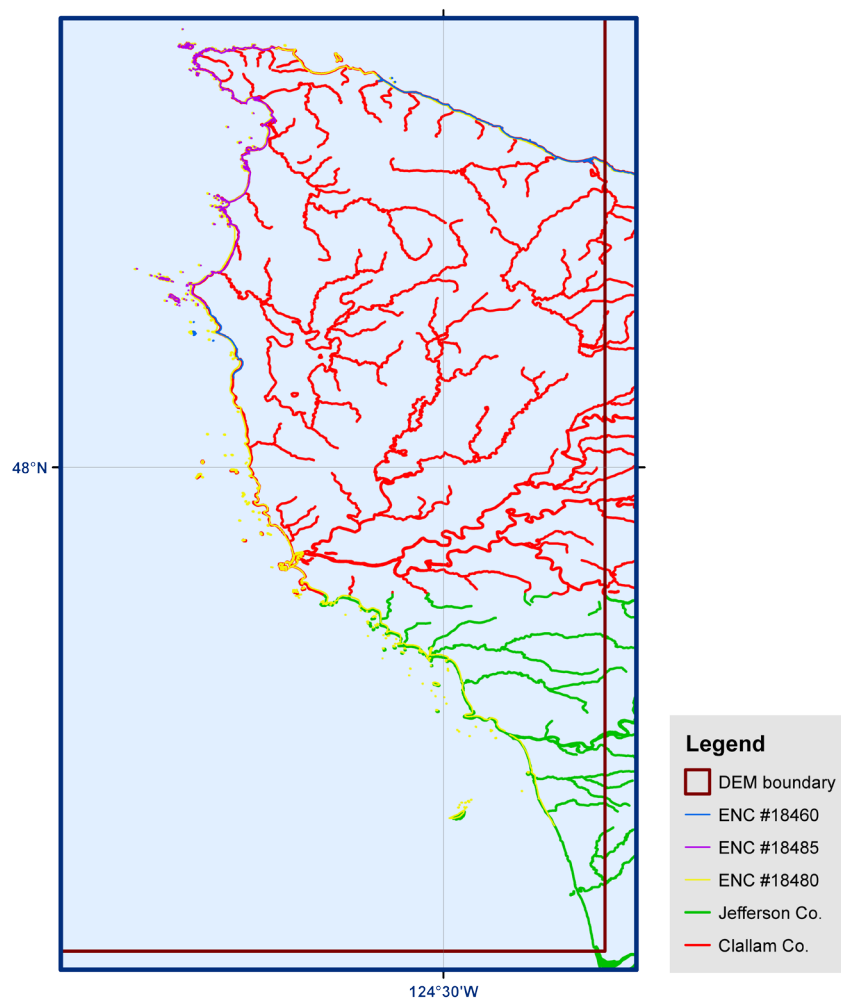 48°N
Legend
DEM boundary
ENC #18460
ENC #18485
ENC #18480
Jefferson Co.
Clallam Co.
124°30'W